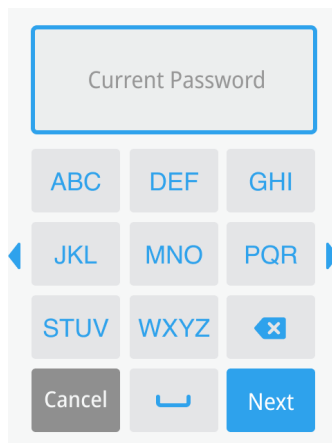 Current Password
ABC DEF GHI
JKL MNO PQR
STUV WXYZ
Cancel Next